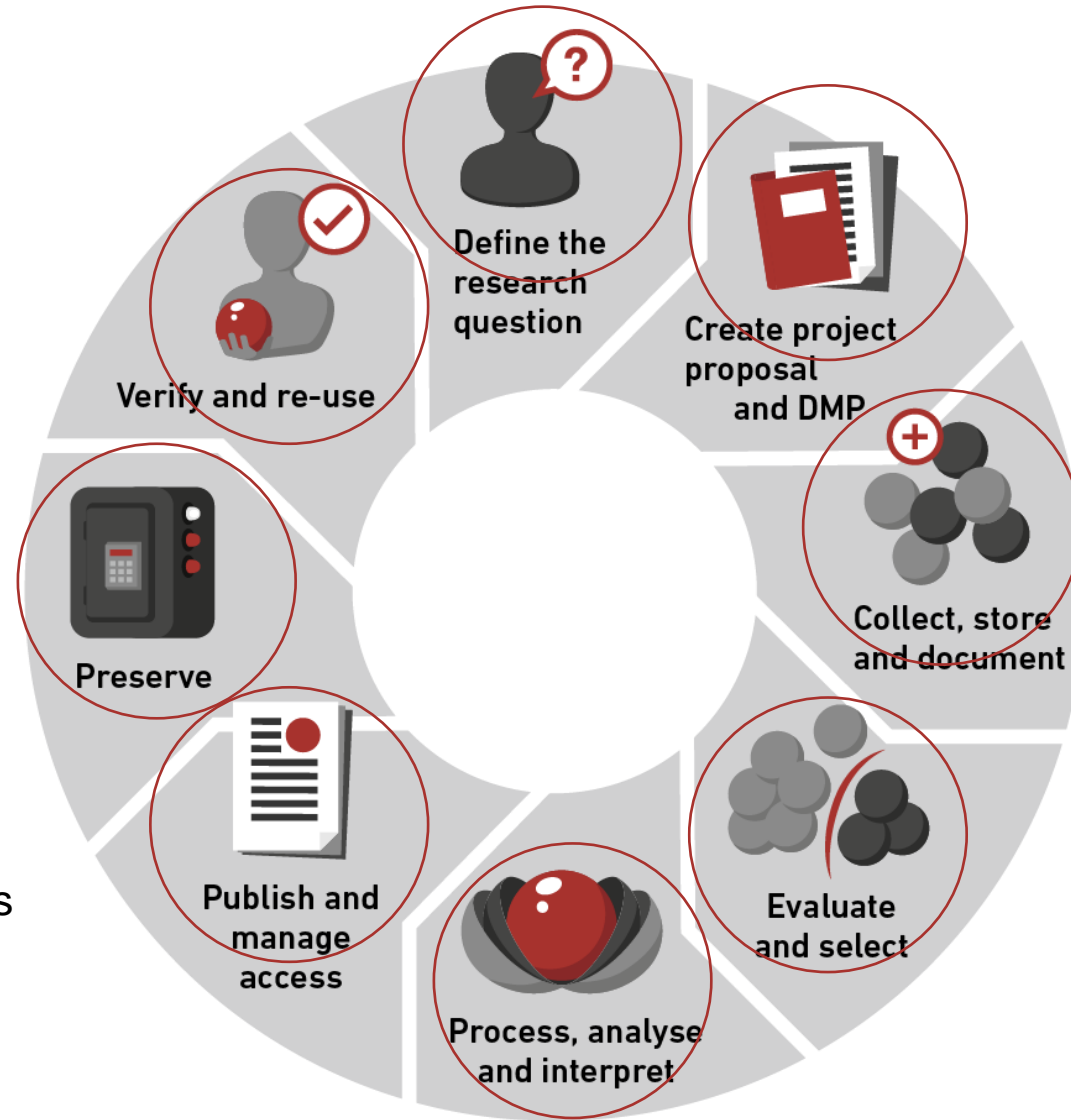 ?
Define the
research
question
Create project
proposal
and DMP
+
Collect, store
and document
Evaluate
and select
Process, analyse
and interpret
Publish and
manage
access
Preserve
Verify and re-use
s